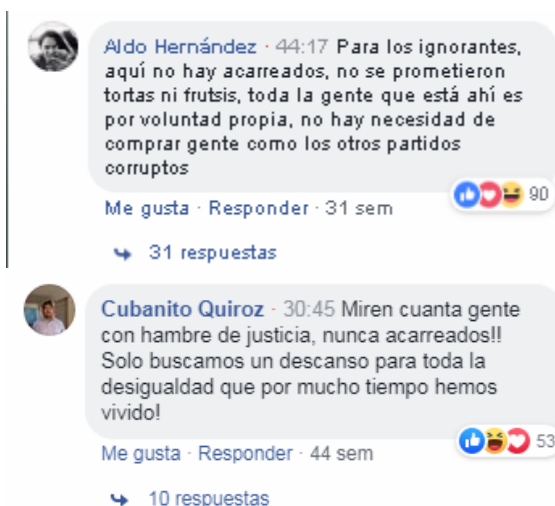 Aldo Hernández · 44:17 Para los ignorantes,
aquí no hay acarreados, no se prometieron
tortas ni frutsis, toda la gente que está ahí es
por voluntad propia, no hay necesidad de
comprar gente como los otros partidos
corruptos
90
Me gusta · Responder · 31 sem
31 respuestas
Cubanito Quiroz · 30:45 Miren cuanta gente
con hambre de justicia, nunca acarreados!!
Solo buscamos un descanso para toda la
desigualdad que por mucho tiempo hemos
vivido!
53
Me gusta · Responder · 44 sem
10 respuestas